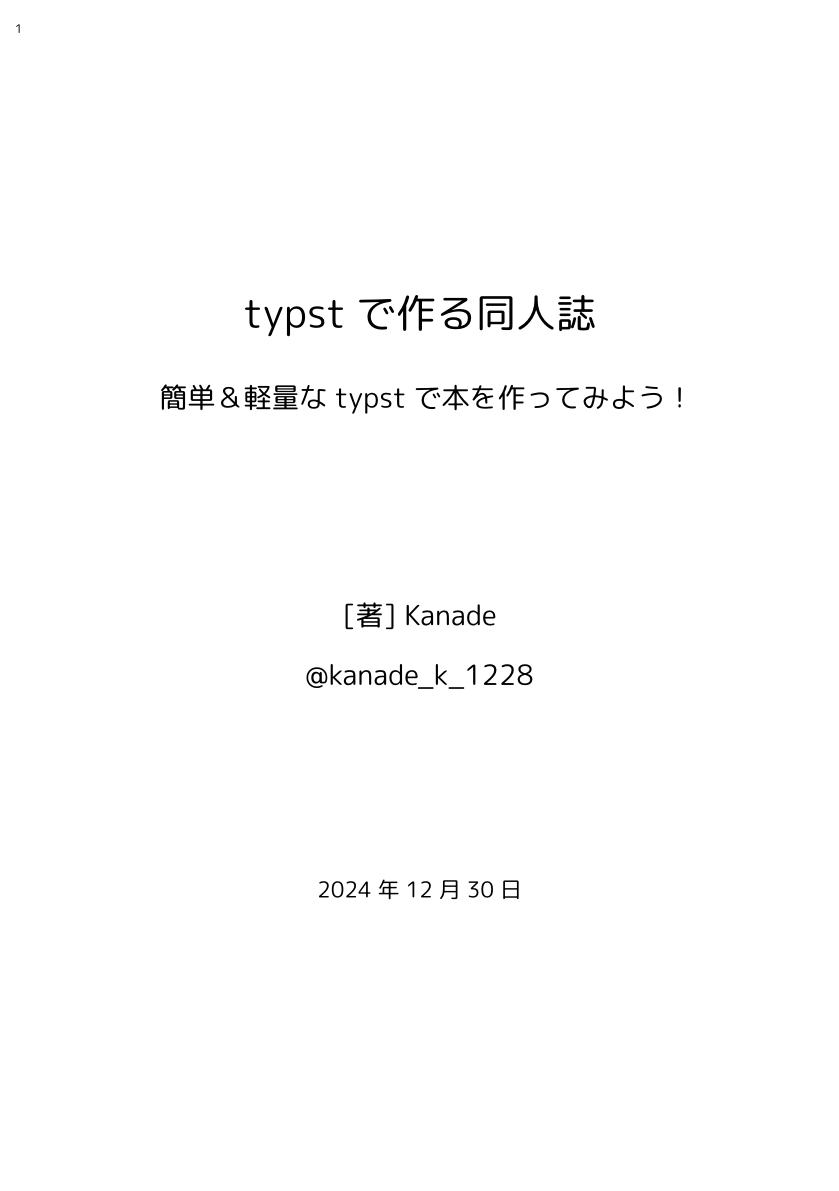 1
typst で作る同人誌
簡単＆軽量な typst で本を作ってみよう！
[著] Kanade
@kanade_k_1228
2024 年 12 月 30 日